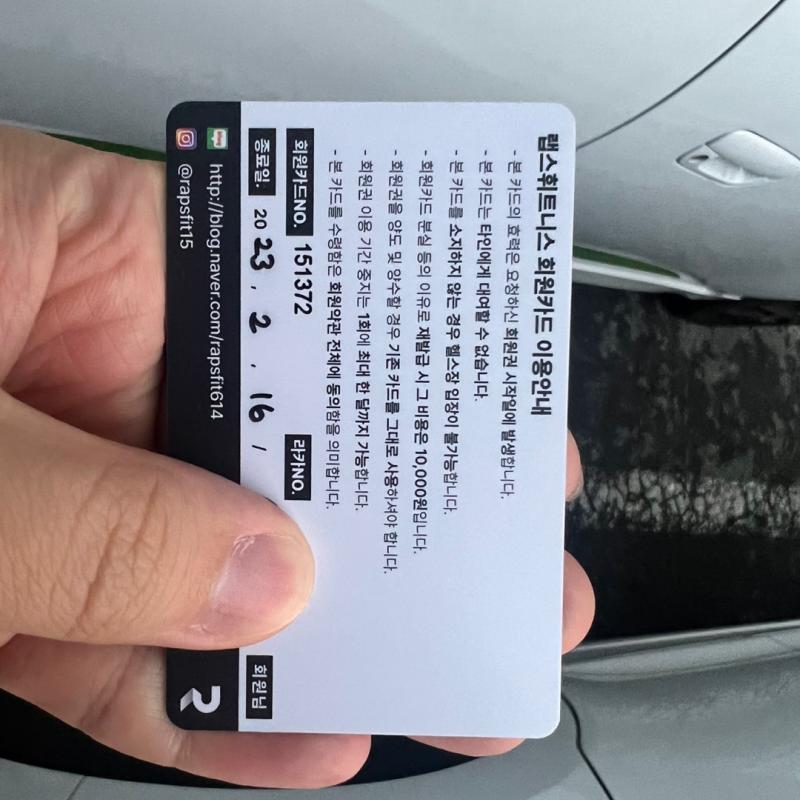 랩스휘트니스 회원카드 이용안내
- 본 카드의 효력은 요청하신 회원권 시작일에 발생합니다.
- 본 카드는 타인에게 대여할 수 없습니다.
- 본 카드를 소지하지 않는 경우 헬스장 입장이 불가능합니다.
- 회원카드 분실 등의 이유로 재발급 시 그 비용은 10,000원입니다.
- 회원권을 양도 및 양수할 경우 기존 카드를 그대로 사용하셔야 합니다.
- 회원권 이용 기간 중지는 1회에 최대 한 달까지 가능합니다.
- 본 카드를 수령함은 회원약관 전체에 동의함을 의미합니다.
회원카드NO. 151372 라카NO.
종료일. 2023. 2. 16 / 회원님
blog http://blog.naver.com/rapsfit614
@rapsfit15 R